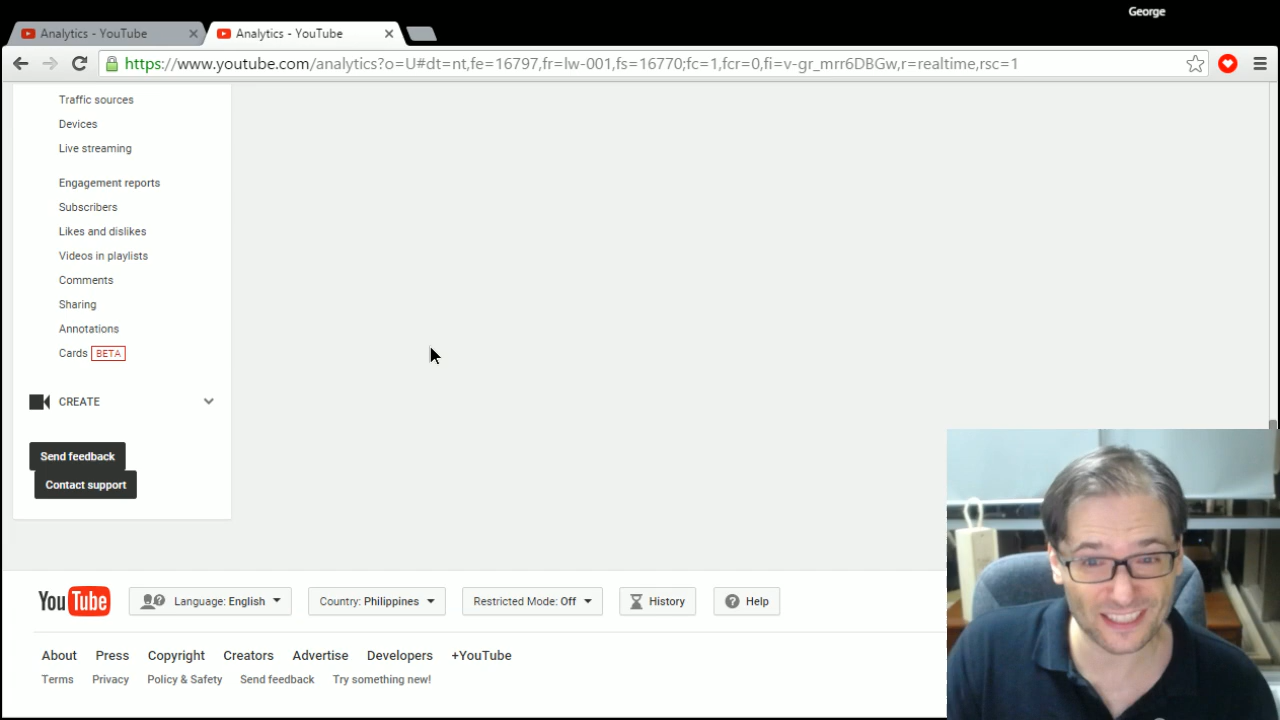 George
Analytics - YouTube
Analytics - YouTube
https://www.youtube.com/analytics?o=U#dt=nt,fe=16797,fr=lw-001,fs=16770;fc=1,fcr=0,fi=v-gr_mrr6DBGw,r=realtime,rsc=1
Traffic sources
Devices
Live streaming
Engagement reports
Subscribers
Likes and dislikes
Videos in playlists
Comments
Sharing
Annotations
Cards BETA
CREATE
Send feedback
Contact support
YouTube Language: English Country: Philippines Restricted Mode: Off History Help
About Press Copyright Creators Advertise Developers +YouTube
Terms Privacy Policy & Safety Send feedback Try something new!